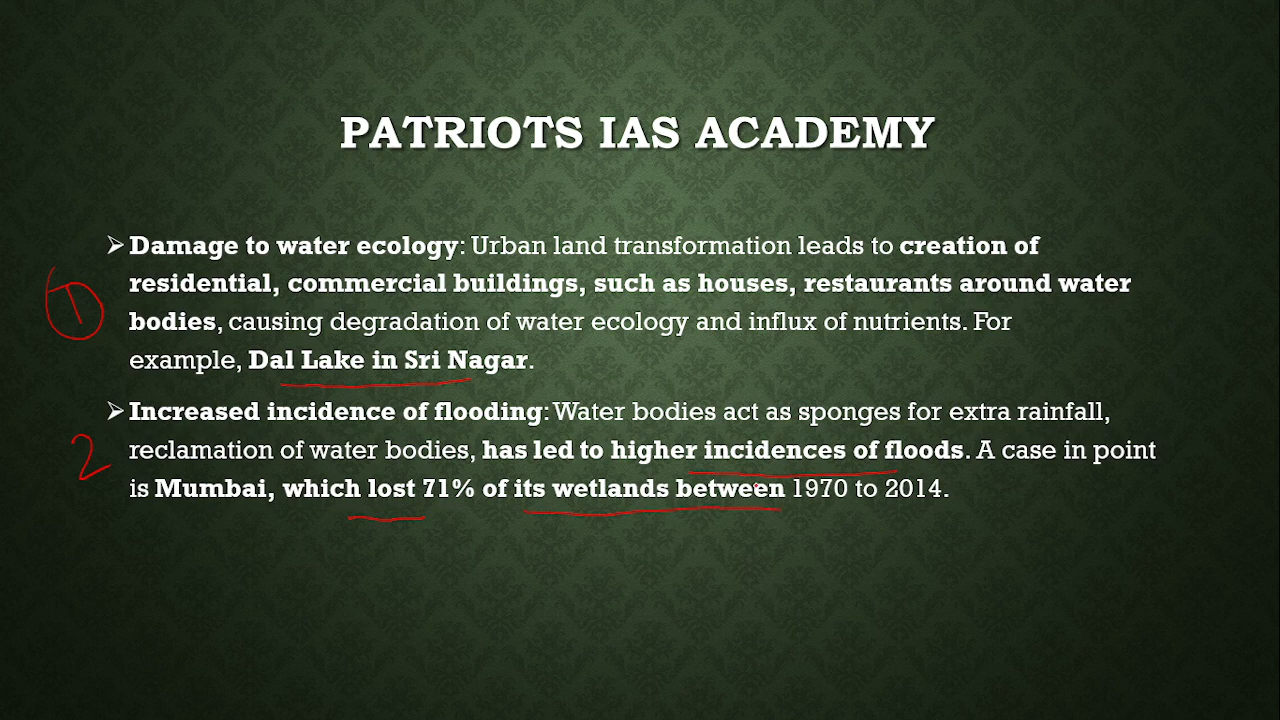 PATRIOTS IAS ACADEMY
➢ Damage to water ecology: Urban land transformation leads to creation of
1 residential, commercial buildings, such as houses, restaurants around water
bodies, causing degradation of water ecology and influx of nutrients. For
example, Dal Lake in Sri Nagar.
➢ Increased incidence of flooding: Water bodies act as sponges for extra rainfall,
2 reclamation of water bodies, has led to higher incidences of floods. A case in point
is Mumbai, which lost 71% of its wetlands between 1970 to 2014.